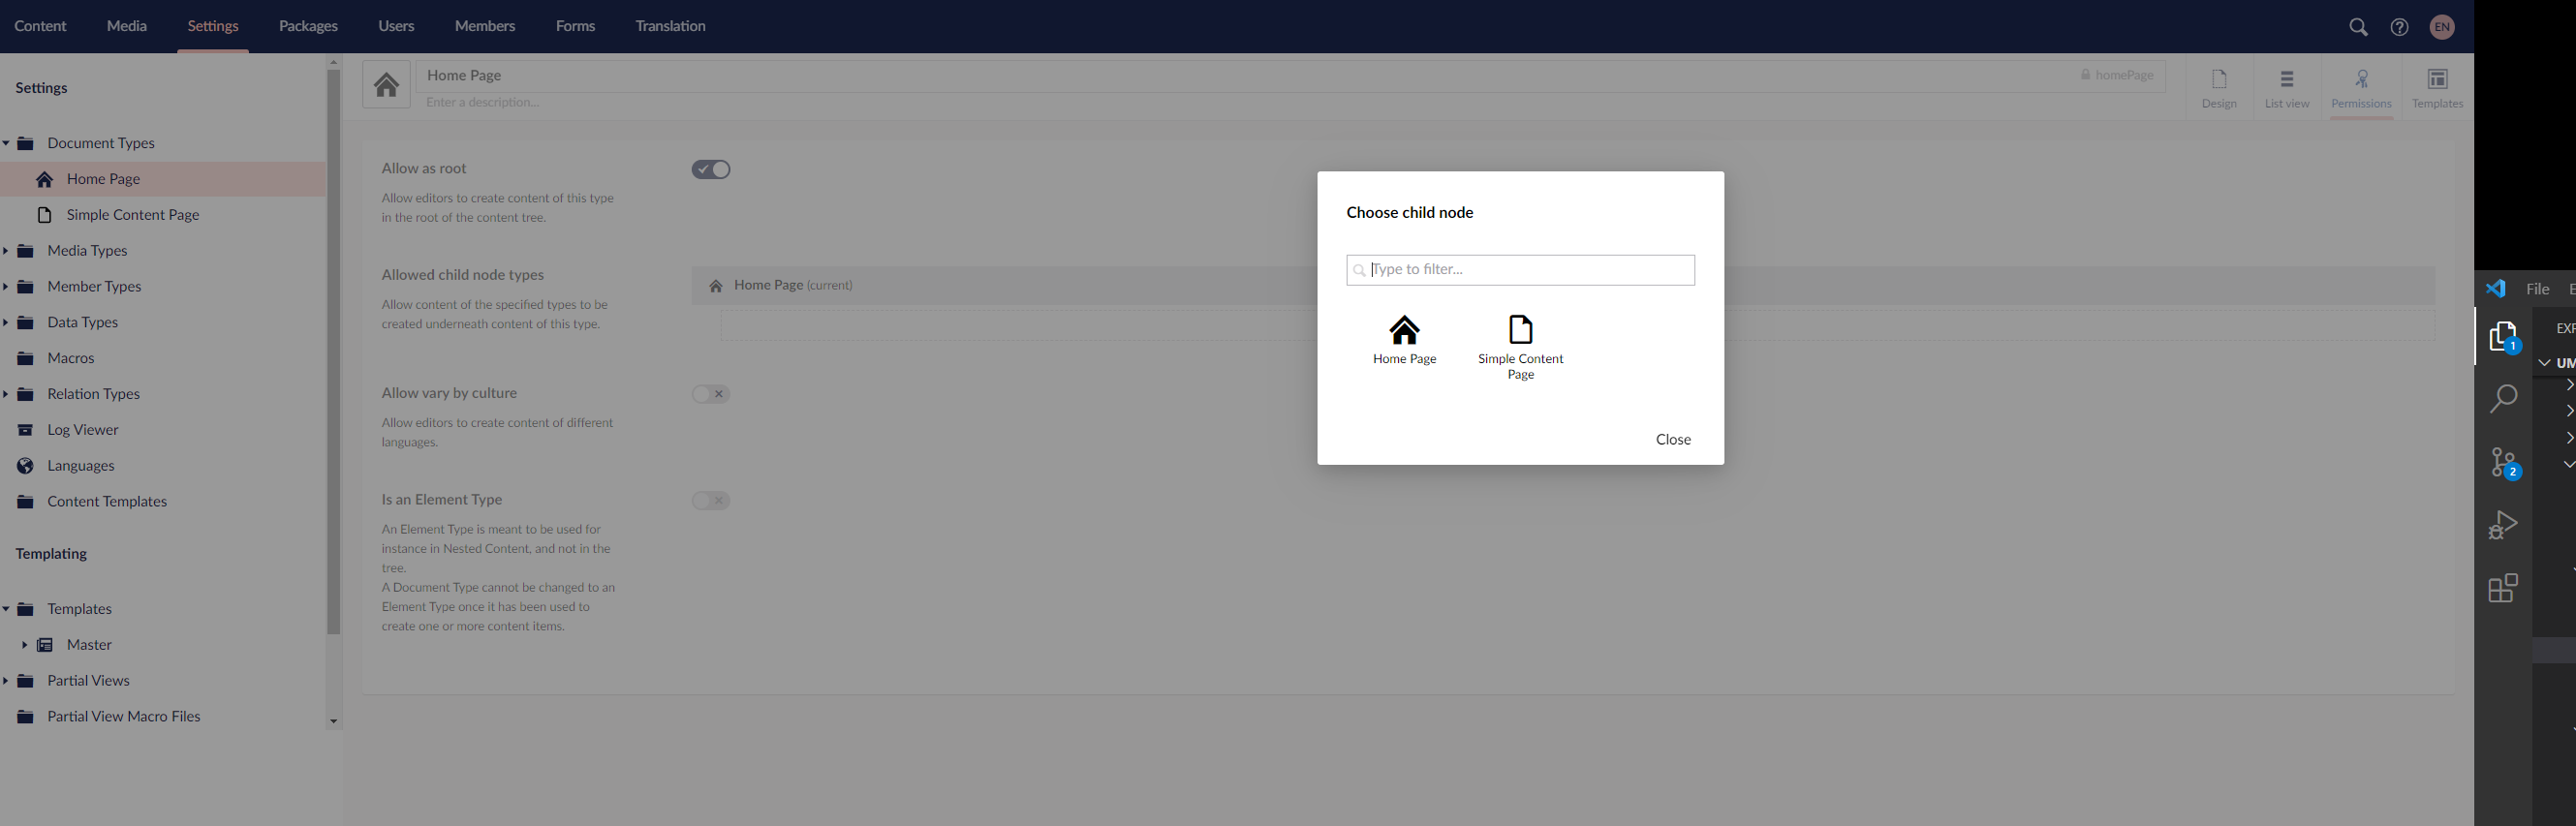 Content Media Settings Packages Users Members Forms Translation
EN
Settings
Document Types
Home Page
Simple Content Page
Media Types
Member Types
Data Types
Macros
Relation Types
Log Viewer
Languages
Content Templates
Templating
Templates
Master
Partial Views
Partial View Macro Files
Home Page
homePage
Enter a description...
Design
List view
Permissions
Templates
Allow as root
Allow editors to create content of this type
in the root of the content tree.
Allowed child node types
Allow content of the specified types to be
created underneath content of this type.
Home Page (current)
Allow vary by culture
Allow editors to create content of different
languages.
Is an Element Type
An Element Type is meant to be used for
instance in Nested Content, and not in the
tree.
A Document Type cannot be changed to an
Element Type once it has been used to
create one or more content items.
Choose child node
Type to filter...
Home Page
Simple Content
Page
Close
File E
EXP
UM
1
2